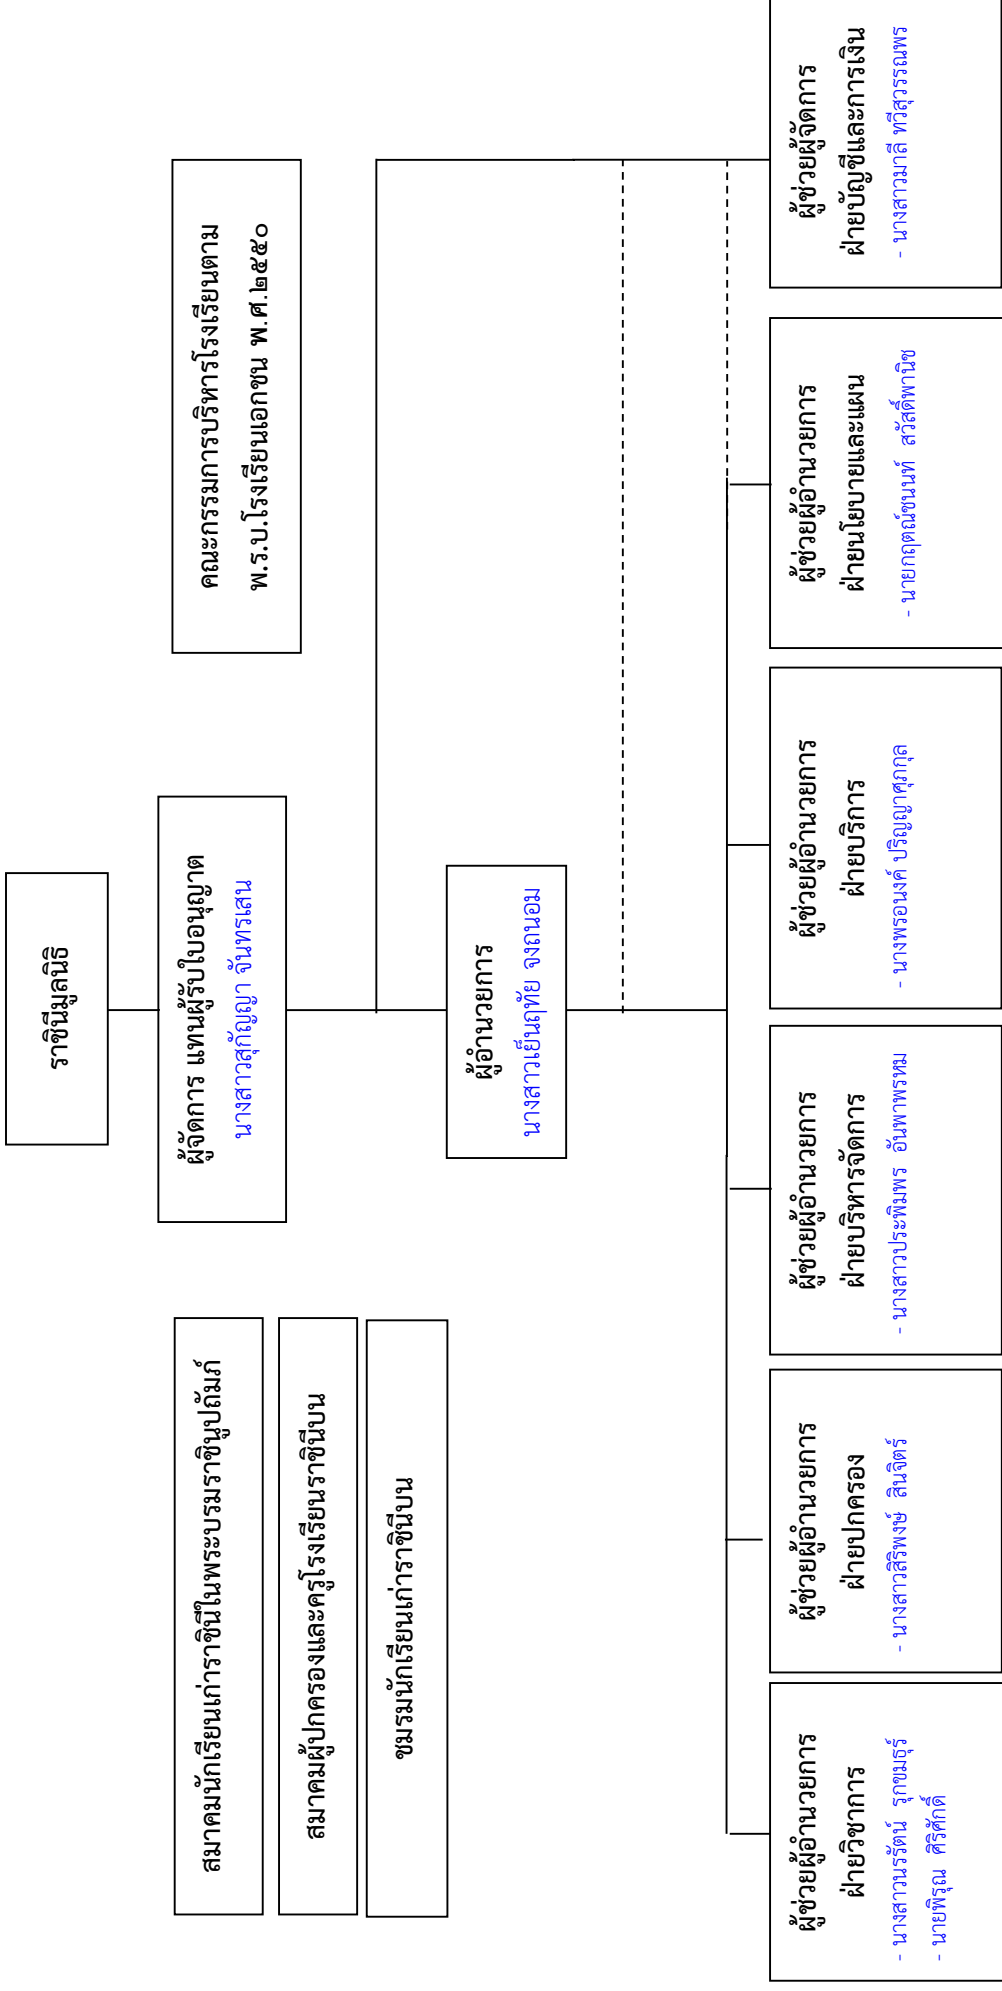 ราชินีมูลนิธิ
สมาคมนักเรียนเก่าราชินีในพระบรมราชินูปถัมภ์
สมาคมผู้ปกครองและครูโรงเรียนราชินีบน
ชมรมนักเรียนเก่าราชินีบน
ผู้จัดการ แทนผู้รับใบอนุญาต
นางสาวสุกัญญา จันทรเสน
คณะกรรมการบริหารโรงเรียนตาม
พ.ร.บ.โรงเรียนเอกชน พ.ศ.๒๕๕๐
ผู้อำนวยการ
นางสาวเย็นฤทัย จงถนอม
ผู้ช่วยผู้อำนวยการ
ฝ่ายวิชาการ
- นางสาวนรรัตน์ รุกขมธุร์
- นายพิรุณ ศิริศักดิ์
ผู้ช่วยผู้อำนวยการ
ฝ่ายปกครอง
- นางสาวสิริพงษ์ สินจิตร์
ผู้ช่วยผู้อำนวยการ
ฝ่ายบริหารจัดการ
- นางสาวประพิมพร อันพาพรหม
ผู้ช่วยผู้อำนวยการ
ฝ่ายบริการ
- นางพรอนงค์ ปริญญาศุภกุล
ผู้ช่วยผู้อำนวยการ
ฝ่ายนโยบายและแผน
- นายกฤตณ์ชนนท์ สวัสดิ์พานิช
ผู้ช่วยผู้จัดการ
ฝ่ายบัญชีและการเงิน
- นางสาวมาลี ทวีสุวรรณพร